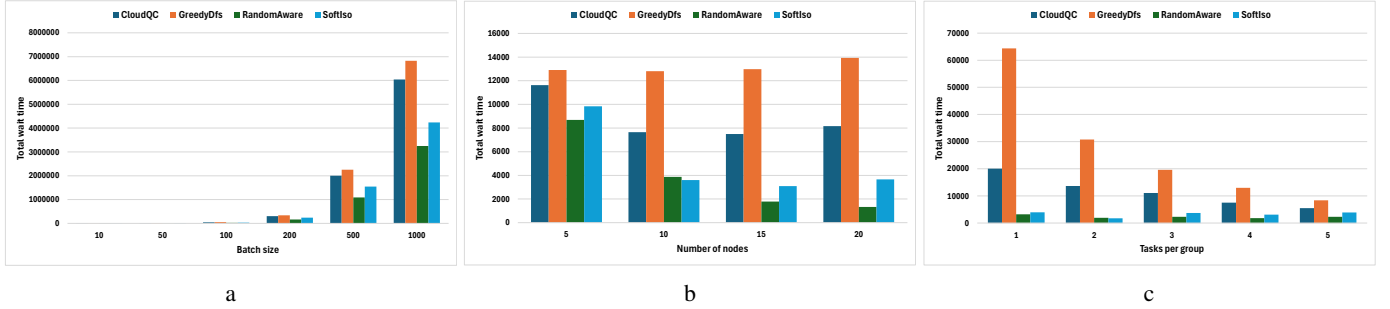 CloudQC GreedyDfs RandomAware SoftIso
8000000
7000000
6000000
5000000
4000000
3000000
2000000
1000000
0
Total wait time
10 50 100 200 500 1000
Batch size
a
CloudQC GreedyDfs RandomAware SoftIso
16000
14000
12000
10000
8000
6000
4000
2000
0
Total wait time
5 10 15 20
Number of nodes
b
CloudQC GreedyDfs RandomAware SoftIso
70000
60000
50000
40000
30000
20000
10000
0
Total wait time
1 2 3 4 5
Tasks per group
c